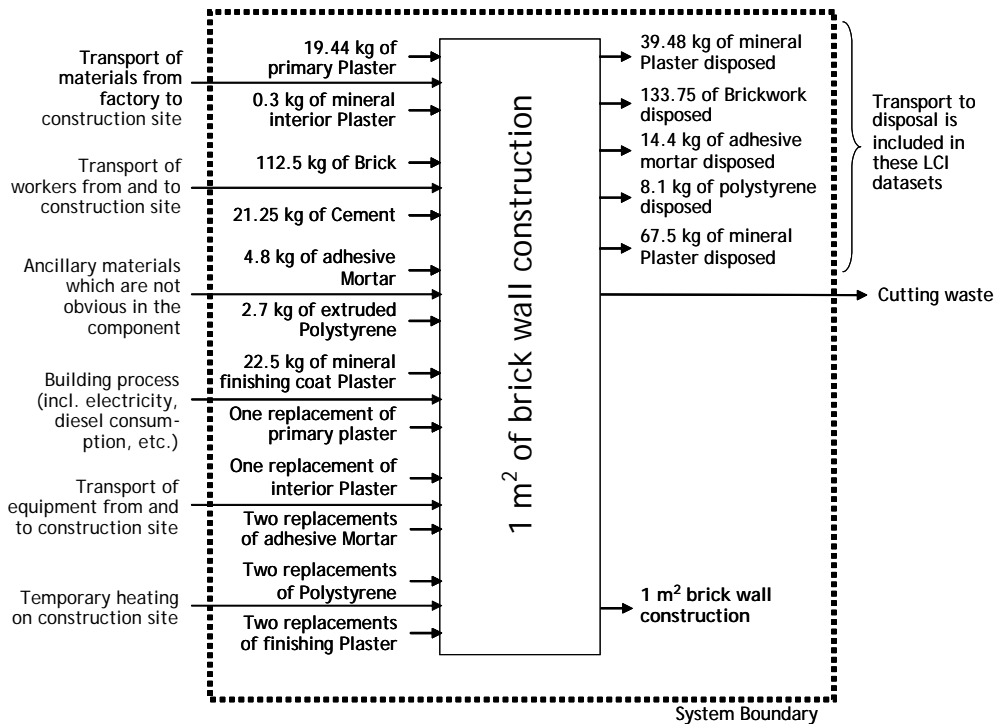 Transport of
materials from
factory to
construction site
Transport of
workers from and to
construction site
Ancillary materials
which are not
obvious in the
component
Building process
(incl. electricity,
diesel consum-
ption, etc.)
Transport of
equipment from and
to construction site
Temporary heating
on construction site
19.44 kg of
primary Plaster
0.3 kg of mineral
interior Plaster
112.5 kg of Brick
21.25 kg of Cement
4.8 kg of adhesive
Mortar
2.7 kg of extruded
Polystyrene
22.5 kg of mineral
finishing coat Plaster
One replacement of
primary plaster
One replacement of
interior Plaster
Two replacements
of adhesive Mortar
Two replacements
of Polystyrene
Two replacements
of finishing Plaster
1 m² of brick wall construction
39.48 kg of mineral
Plaster disposed
133.75 of Brickwork
disposed
14.4 kg of adhesive
mortar disposed
8.1 kg of polystyrene
disposed
67.5 kg of mineral
Plaster disposed
1 m² brick wall
construction
Transport to
disposal is
included in
these LCI
datasets
Cutting waste
System Boundary